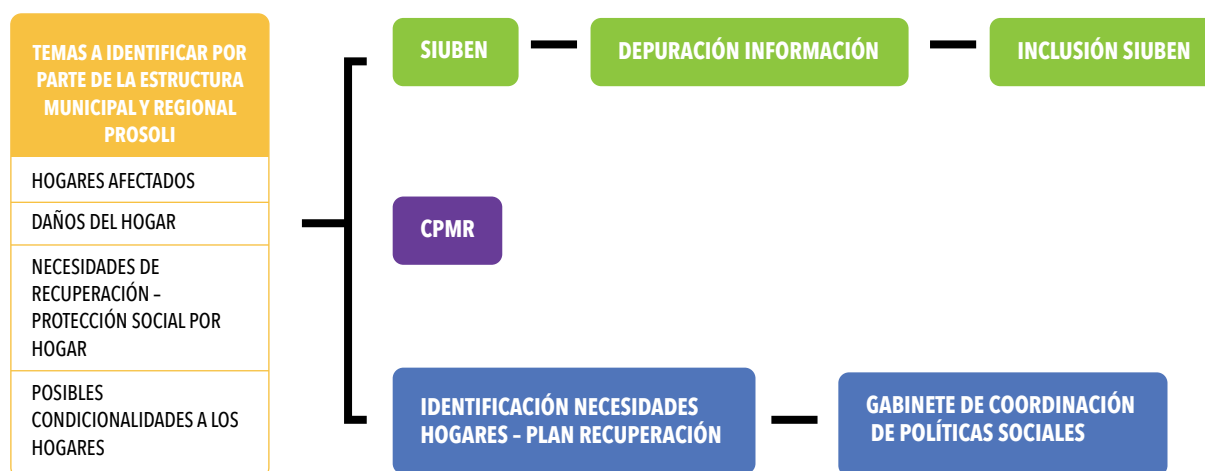 TEMAS A IDENTIFICAR POR
PARTE DE LA ESTRUCTURA
MUNICIPAL Y REGIONAL
PROSOLI
HOGARES AFECTADOS
DAÑOS DEL HOGAR
NECESIDADES DE
RECUPERACIÓN –
PROTECCIÓN SOCIAL POR
HOGAR
POSIBLES
CONDICIONALIDADES A LOS
HOGARES
SIUBEN
DEPURACIÓN INFORMACIÓN
INCLUSIÓN SIUBEN
CPMR
IDENTIFICACIÓN NECESIDADES
HOGARES – PLAN RECUPERACIÓN
GABINETE DE COORDINACIÓN
DE POLÍTICAS SOCIALES